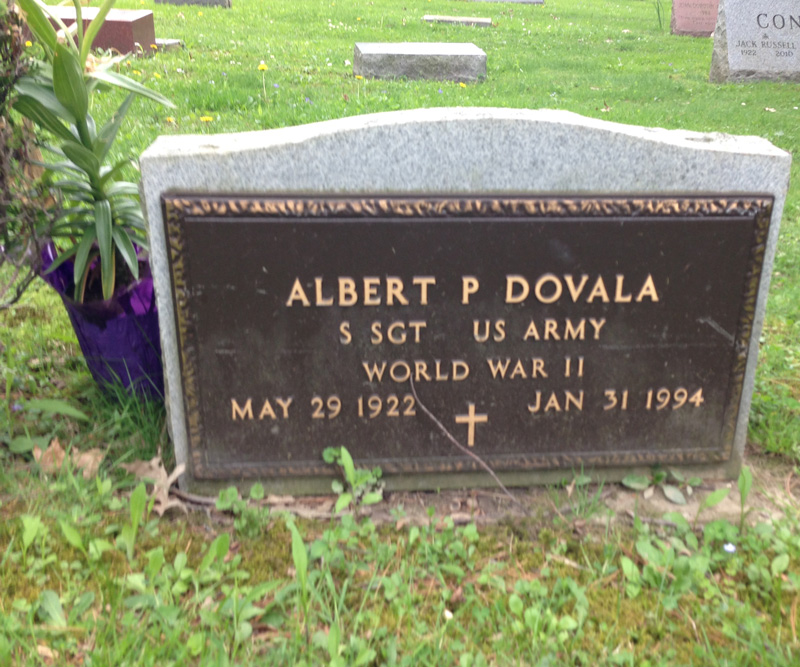 ALBERT P DOVALA
S SGT US ARMY
WORLD WAR II
MAY 29 1922 JAN 31 1994
CON
JACK RUSSELL
1922 2010